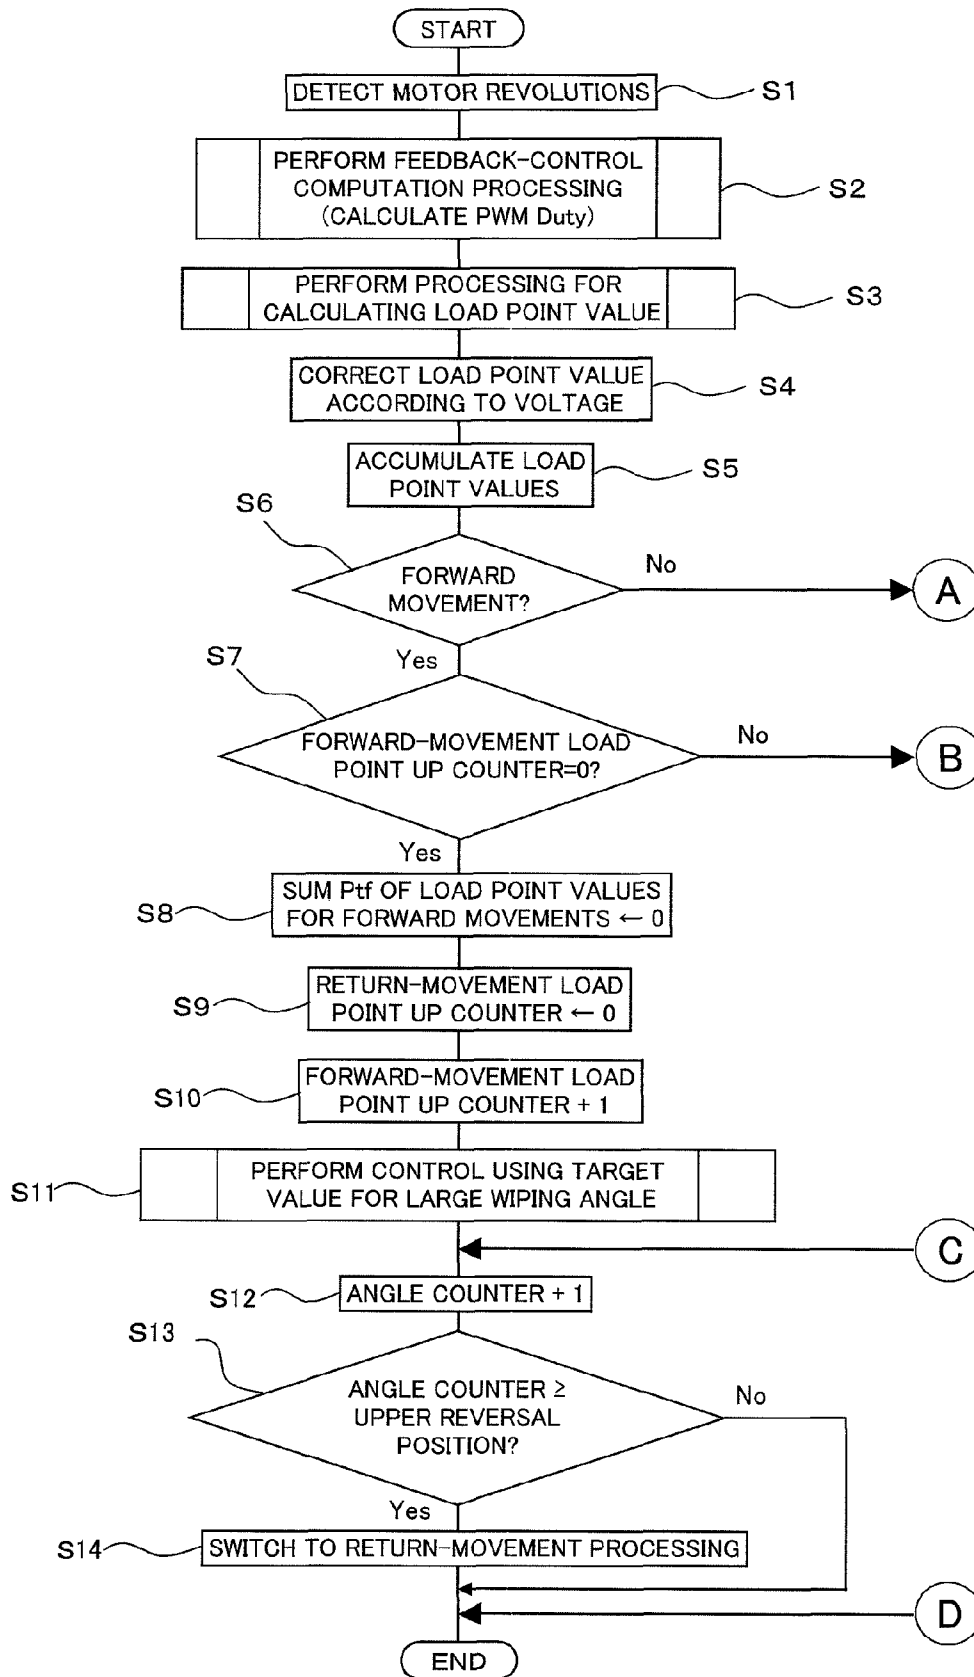 START
DETECT MOTOR REVOLUTIONS
S1
PERFORM FEEDBACK-CONTROL
COMPUTATION PROCESSING
(CALCULATE PWM Duty)
S2
PERFORM PROCESSING FOR
CALCULATING LOAD POINT VALUE
S3
CORRECT LOAD POINT VALUE
ACCORDING TO VOLTAGE
S4
ACCUMULATE LOAD
POINT VALUES
S5
S6
FORWARD
MOVEMENT?
No
A
Yes
S7
FORWARD-MOVEMENT LOAD
POINT UP COUNTER=0?
No
B
Yes
S8
SUM Ptf OF LOAD POINT VALUES
FOR FORWARD MOVEMENTS ← 0
S9
RETURN-MOVEMENT LOAD
POINT UP COUNTER ← 0
S10
FORWARD-MOVEMENT LOAD
POINT UP COUNTER + 1
S11
PERFORM CONTROL USING TARGET
VALUE FOR LARGE WIPING ANGLE
C
S12
ANGLE COUNTER + 1
S13
ANGLE COUNTER ≥
UPPER REVERSAL
POSITION?
No
Yes
S14
SWITCH TO RETURN-MOVEMENT PROCESSING
D
END